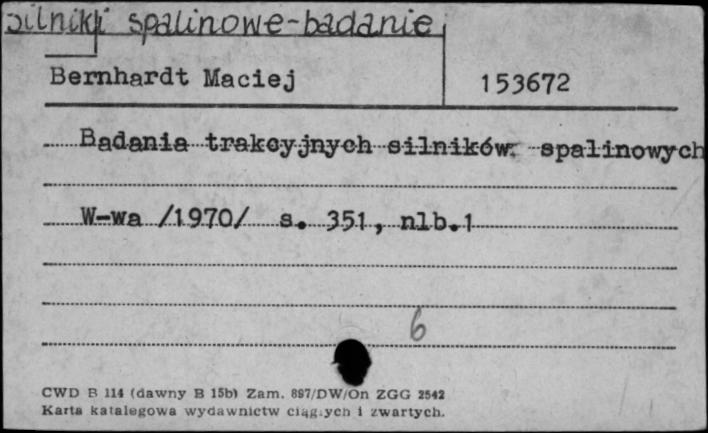 silniki spalinowe-badanie
Bernhardt Maciej
153672
Badania trakcyjnych silników spalinowych
W-wa /1970/ s. 351, nlb.1
6
CWD B 114 (dawny B 15b) Zam. 897/DW/On ZGG 2542
Karta katalogowa wydawnictw ciągłych i zwartych.